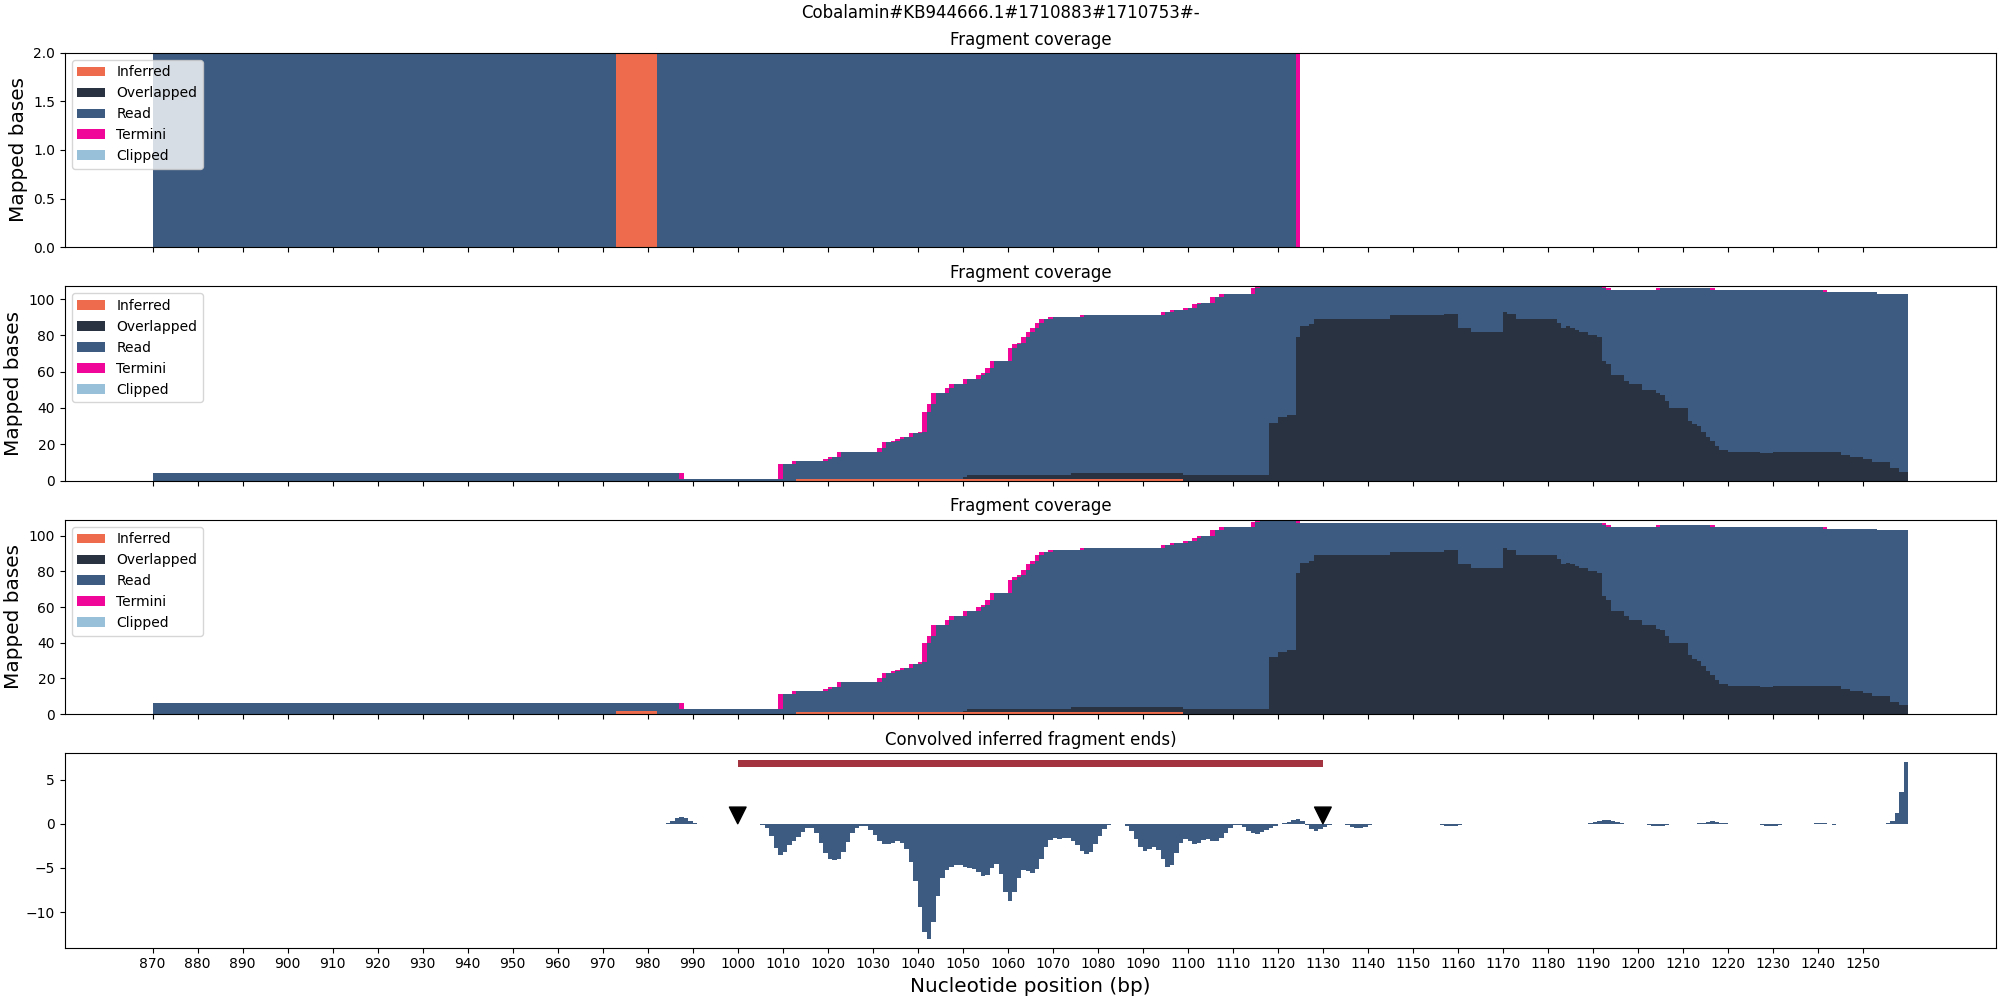 Cobalamin#KB944666.1#1710883#1710753#-
Fragment coverage
Mapped bases
2.0
1.5
1.0
0.5
0.0
Inferred
Overlapped
Read
Termini
Clipped
Fragment coverage
Mapped bases
100
80
60
40
20
0
Inferred
Overlapped
Read
Termini
Clipped
Fragment coverage
Mapped bases
100
80
60
40
20
0
Inferred
Overlapped
Read
Termini
Clipped
Convolved inferred fragment ends)
5
0
−5
−10
870 880 890 900 910 920 930 940 950 960 970 980 990 1000 1010 1020 1030 1040 1050 1060 1070 1080 1090 1100 1110 1120 1130 1140 1150 1160 1170 1180 1190 1200 1210 1220 1230 1240 1250
Nucleotide position (bp)